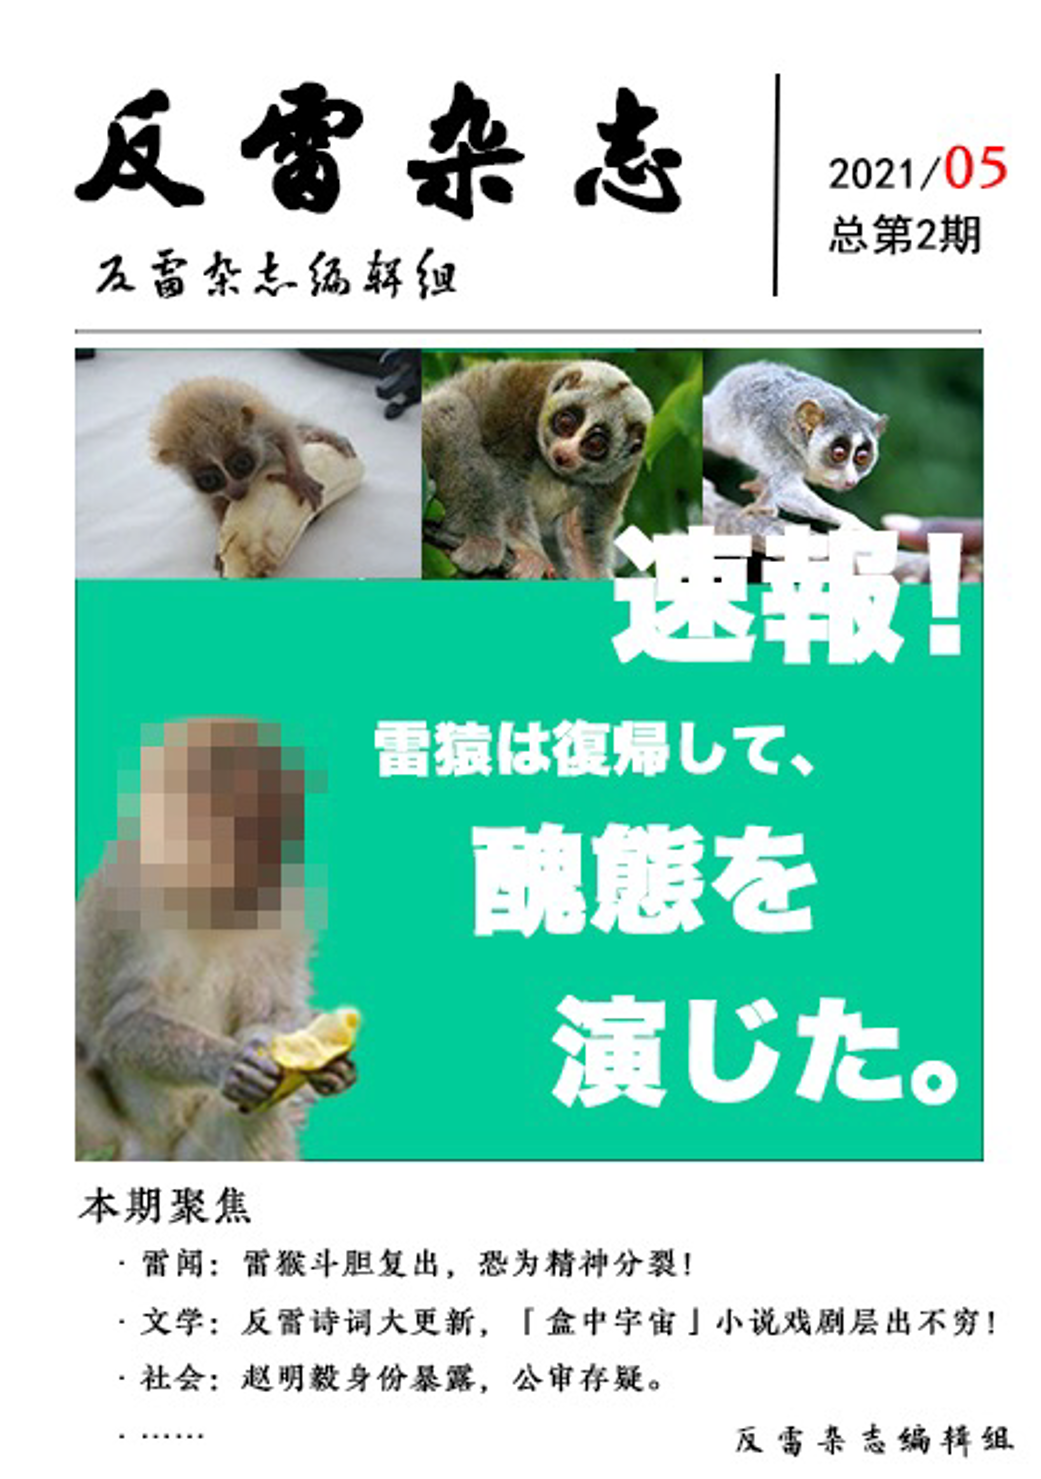 反雷杂志
反雷杂志编辑组
2021/05
总第2期
速報!
雷猿は復帰して、
醜態を
演じた。
本期聚焦
· 雷闻：雷猴斗胆复出，恐为精神分裂！
· 文学：反雷诗词大更新，「盒中宇宙」小说戏剧层出不穷！
· 社会：赵明毅身份暴露，公审存疑。
· ……
反雷杂志编辑组